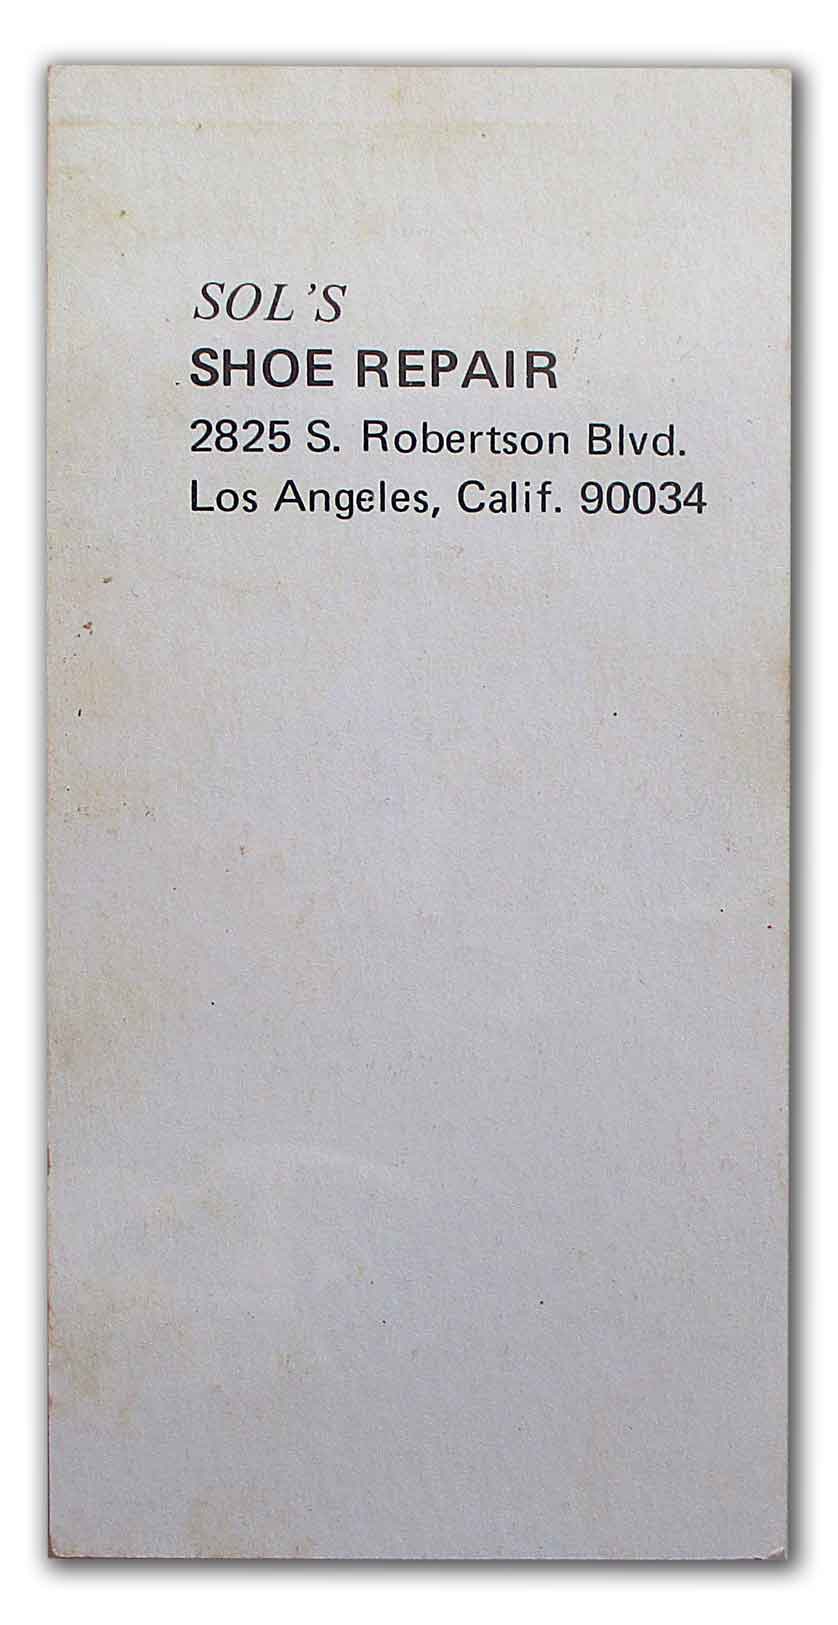 SOL'S
SHOE REPAIR
2825 S. Robertson Blvd.
Los Angeles, Calif. 90034